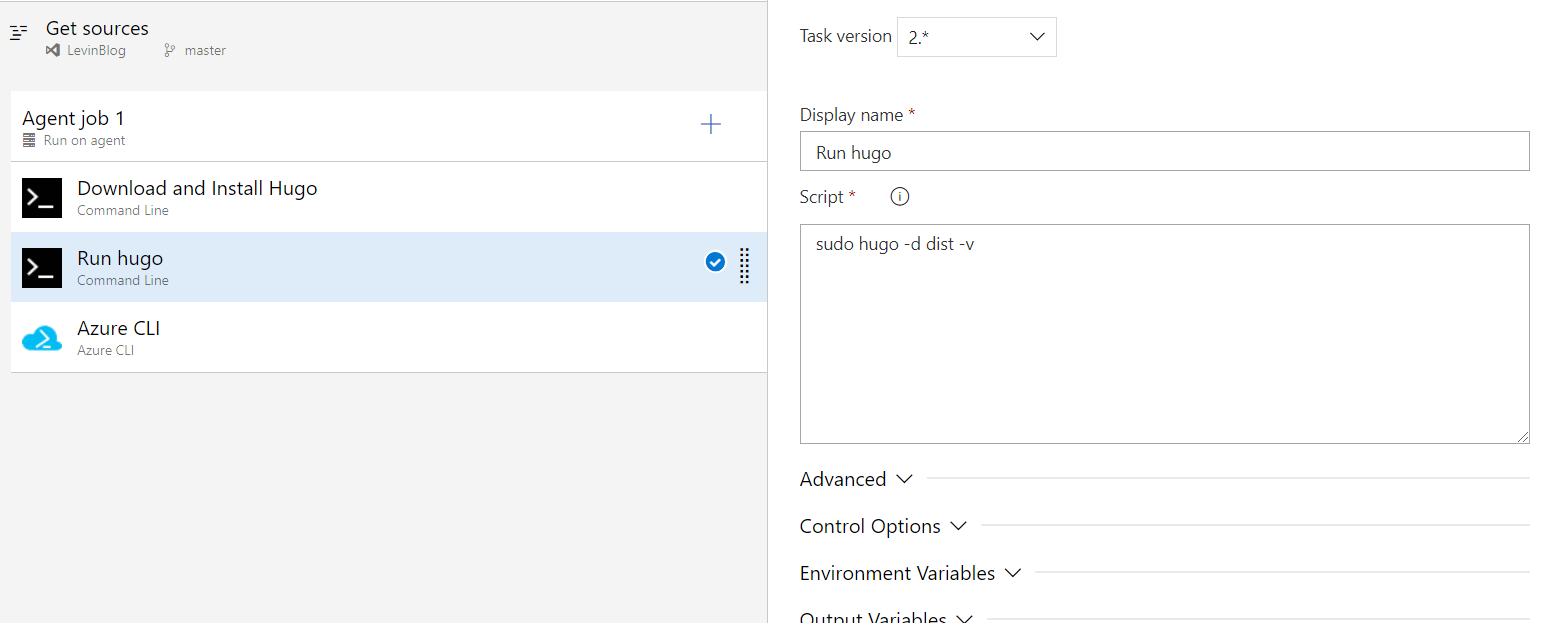 Get sources
LevinBlog master
Agent job 1
Run on agent
Download and Install Hugo
Command Line
Run hugo
Command Line
Azure CLI
Azure CLI
Task version 2.*
Display name *
Run hugo
Script *
sudo hugo -d dist -v
Advanced
Control Options
Environment Variables
Output Variables